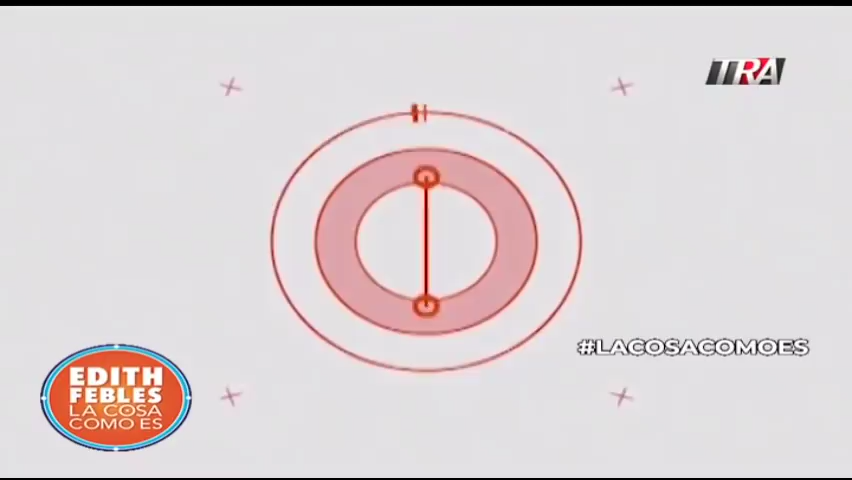 TRA
#LACOSACOMOES
EDITH
FEBLES
LA COSA
COMO ES